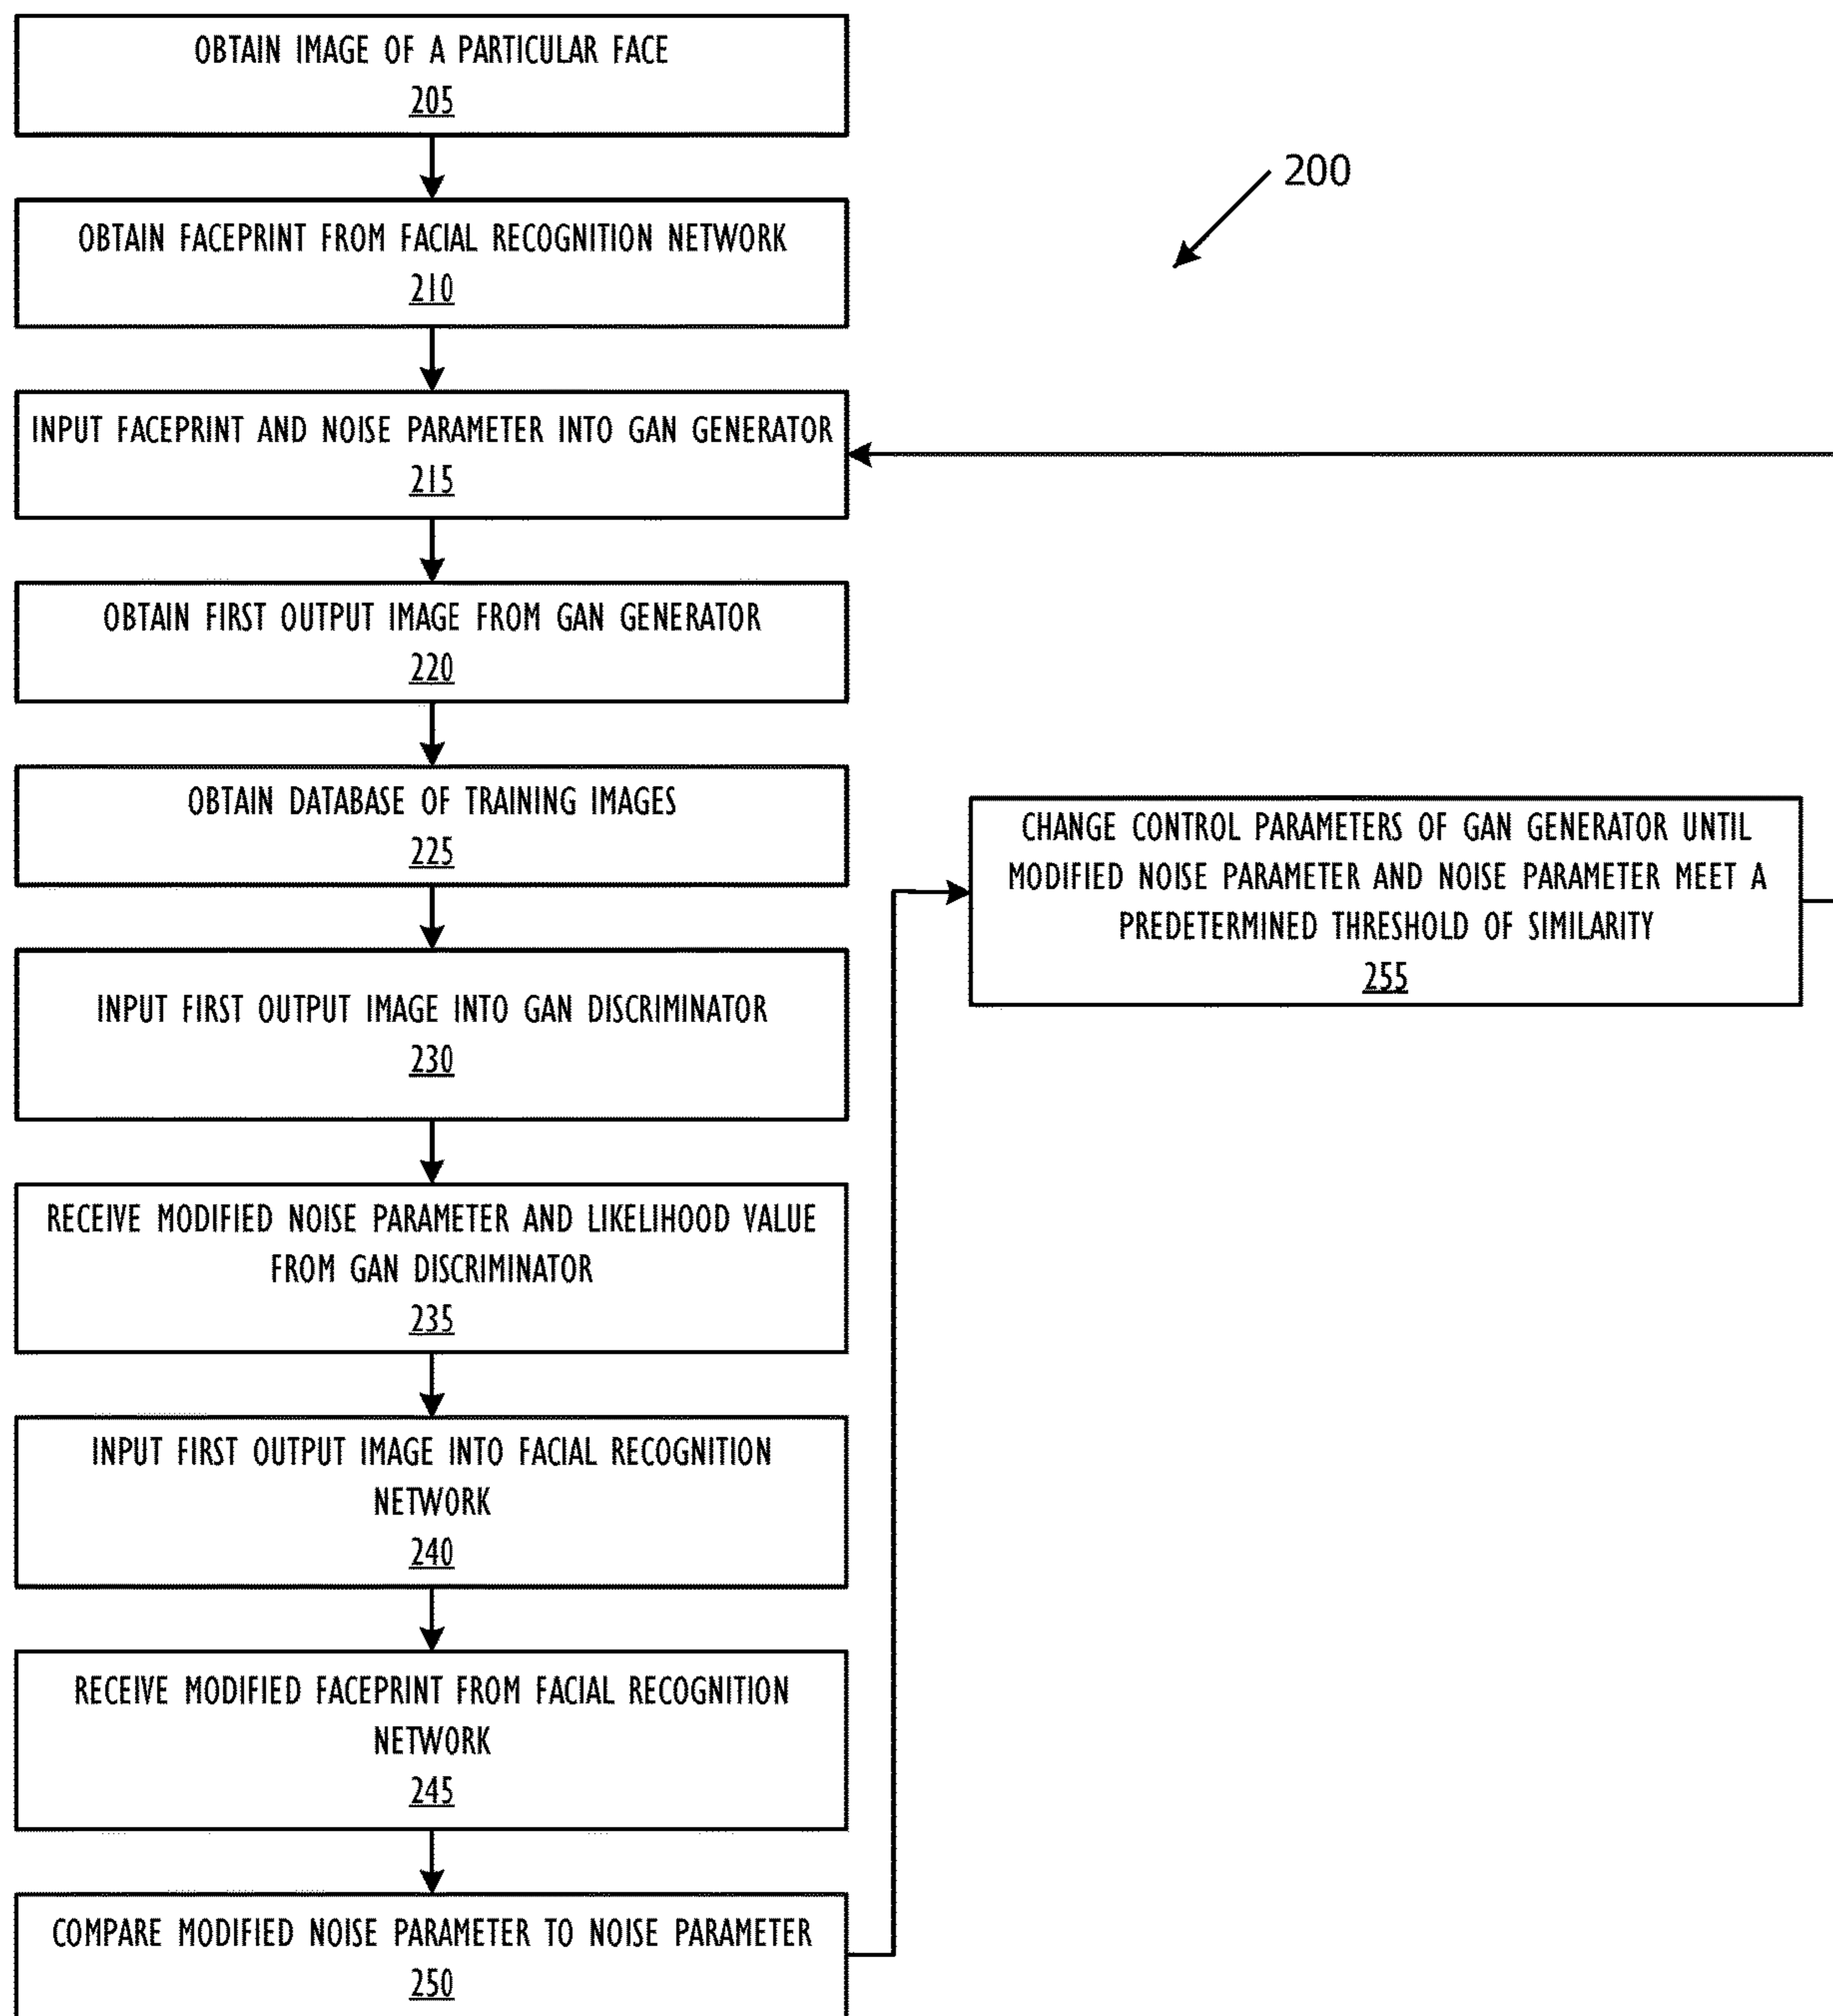 OBTAIN IMAGE OF A PARTICULAR FACE
205
200
OBTAIN FACEPRINT FROM FACIAL RECOGNITION NETWORK
210
INPUT FACEPRINT AND NOISE PARAMETER INTO GAN GENERATOR
215
OBTAIN FIRST OUTPUT IMAGE FROM GAN GENERATOR
220
OBTAIN DATABASE OF TRAINING IMAGES
225
INPUT FIRST OUTPUT IMAGE INTO GAN DISCRIMINATOR
230
RECEIVE MODIFIED NOISE PARAMETER AND LIKELIHOOD VALUE
FROM GAN DISCRIMINATOR
235
INPUT FIRST OUTPUT IMAGE INTO FACIAL RECOGNITION
NETWORK
240
RECEIVE MODIFIED FACEPRINT FROM FACIAL RECOGNITION
NETWORK
245
COMPARE MODIFIED NOISE PARAMETER TO NOISE PARAMETER
250
CHANGE CONTROL PARAMETERS OF GAN GENERATOR UNTIL
MODIFIED NOISE PARAMETER AND NOISE PARAMETER MEET A
PREDETERMINED THRESHOLD OF SIMILARITY
255